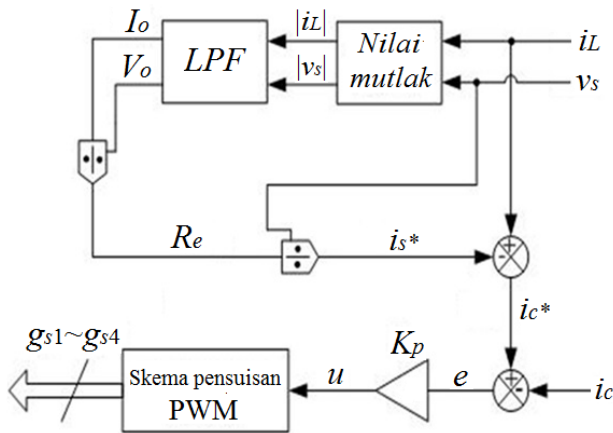 Io
|iL|
iL
Vo
LPF
|vs|
Nilai
mutlak
vs
÷
Re
÷
is*
+
-
ic*
gs1~gs4
Kp
Skema pensuisan
PWM
u
e
+
-
ic